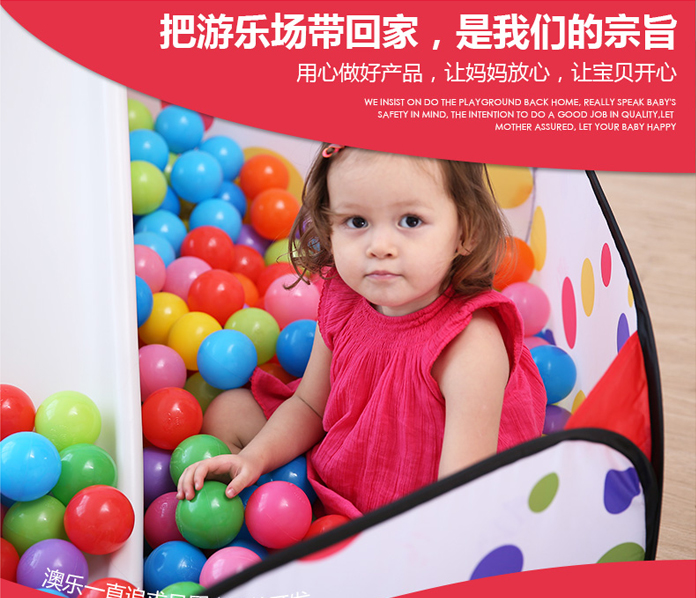 把游乐场带回家，是我们的宗旨
用心做好产品，让妈妈放心，让宝贝开心
WE INSIST ON DO THE PLAYGROUND BACK HOME, REALLY SPEAK BABY'S
SAFETY IN MIND, THE INTENTION TO DO A GOOD JOB IN QUALITY,LET
MOTHER ASSURED, LET YOUR BABY HAPPY
澳乐一直追求